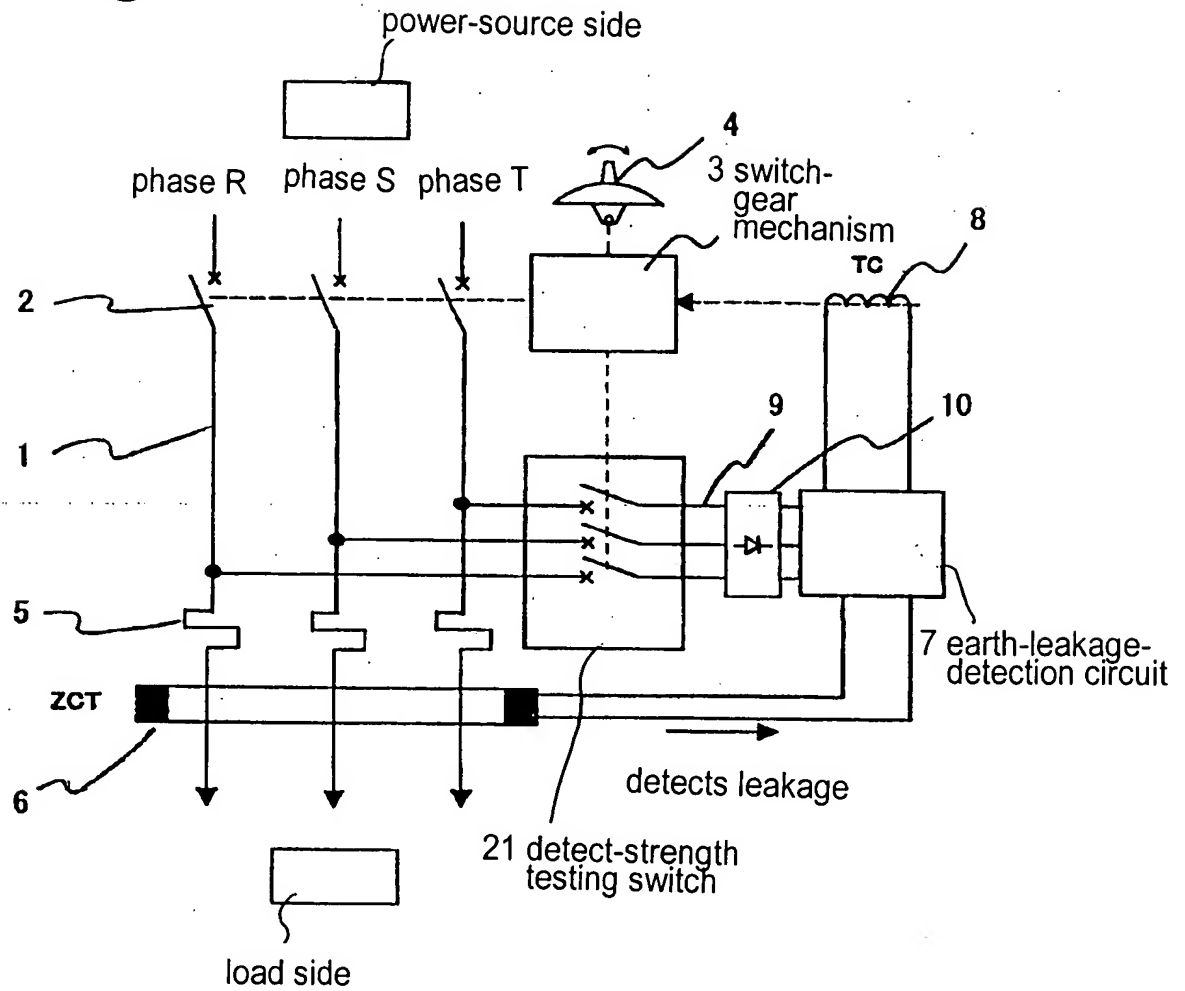 power-source side
4
phase R
phase S
phase T
3 switch-
gear
mechanism
8
TC
2
1
9
10
5
7 earth-leakage-
detection circuit
ZCT
6
detects leakage
21 detect-strength
testing switch
load side